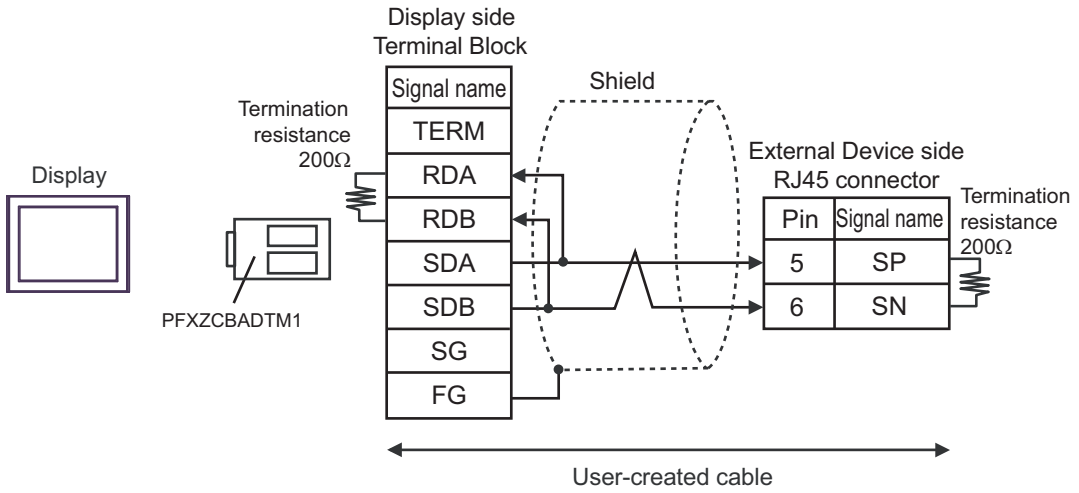 Display side
Terminal Block
Signal name
TERM
RDA
RDB
SDA
SDB
SG
FG
Shield
Termination
resistance
200Ω
Display
PFXZCBADTM1
External Device side
RJ45 connector
Pin Signal name
5 SP
6 SN
Termination
resistance
200Ω
User-created cable